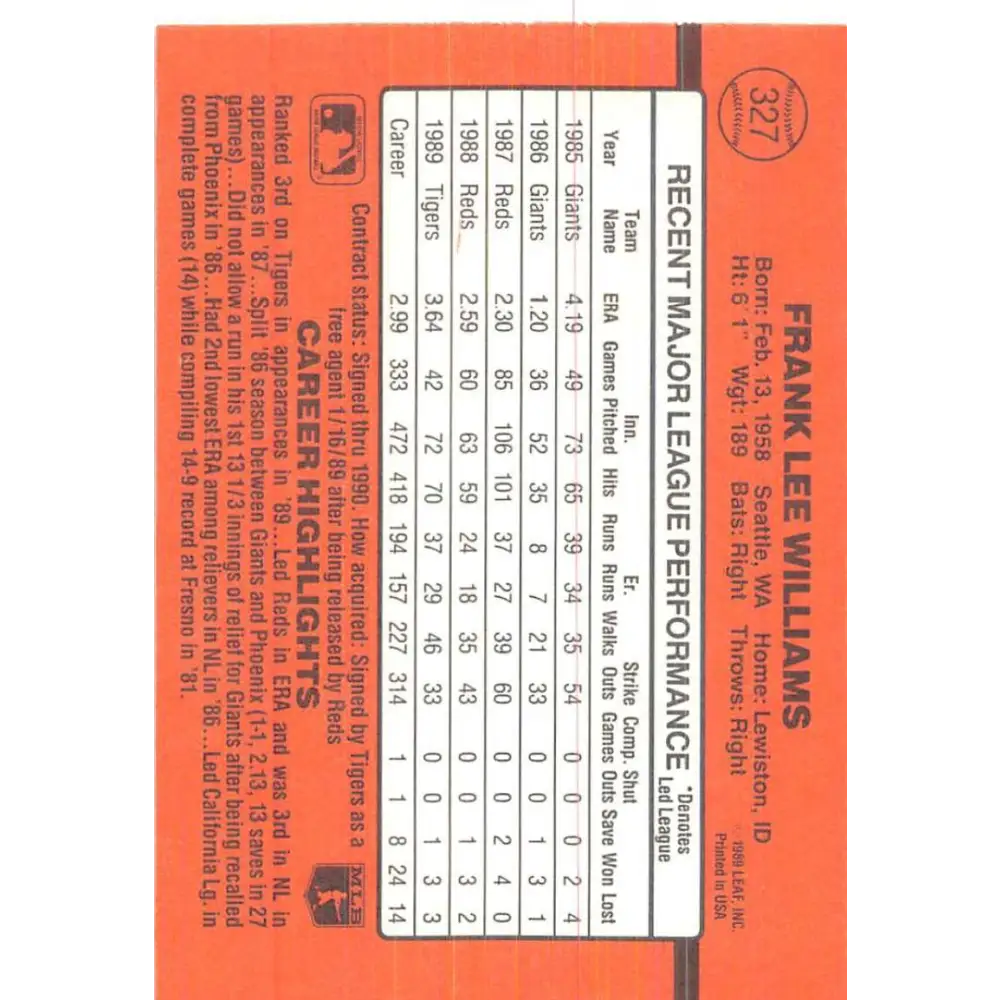 327
FRANK LEE WILLIAMS
Born: Feb. 13, 1958 Seattle, WA Home: Lewiston, ID
Ht: 6'1" Wgt: 189 Bats: Right Throws: Right
© 1989 LEAF, INC.
Printed in USA
RECENT MAJOR LEAGUE PERFORMANCE *Denotes
Led League
Team Inn. Er. Strike Comp. Shut
Year Name ERA Games Pitched Hits Runs Runs Walks Outs Games Outs Save Won Lost
1985 Giants 4.19 49 73 65 39 34 35 54 0 0 0 2 4
1986 Giants 1.20 36 52 35 8 7 21 33 0 0 1 3 1
1987 Reds 2.30 85 106 101 37 27 39 60 0 0 2 4 0
1988 Reds 2.59 60 63 59 24 18 35 43 0 0 1 3 2
1989 Tigers 3.64 42 72 70 37 29 46 33 0 0 1 3 3
Career 2.99 333 472 418 194 157 227 314 1 1 8 24 14
Contract status: Signed thru 1990. How acquired: Signed by Tigers as a
free agent 1/16/89 after being released by Reds
MLB
CAREER HIGHLIGHTS
Ranked 3rd on Tigers in appearances in '89...Led Reds in ERA and was 3rd in NL in
appearances in '87...Split '86 season between Giants and Phoenix (1-1, 2.13, 13 saves in 27
games)...Did not allow a run in his 1st 13 1/3 innings of relief for Giants after being recalled
from Phoenix in '86...Had 2nd lowest ERA among relievers in NL in '86...Led California Lg. in
complete games (14) while compiling 14-9 record at Fresno in '81.